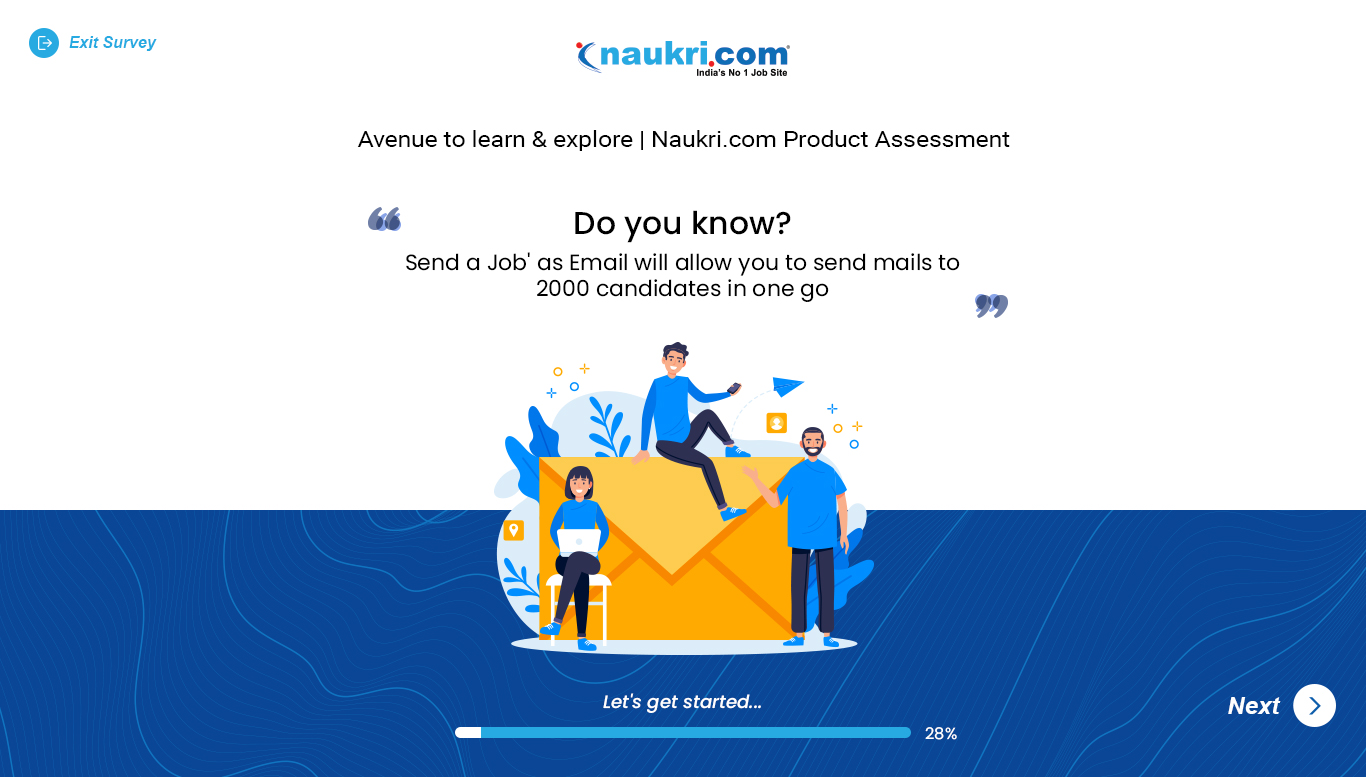 Exit Survey
naukri.com
India's No 1 Job Site
Avenue to learn & explore | Naukri.com Product Assessment
Do you know?
Send a Job' as Email will allow you to send mails to
2000 candidates in one go
Let's get started...
28%
Next